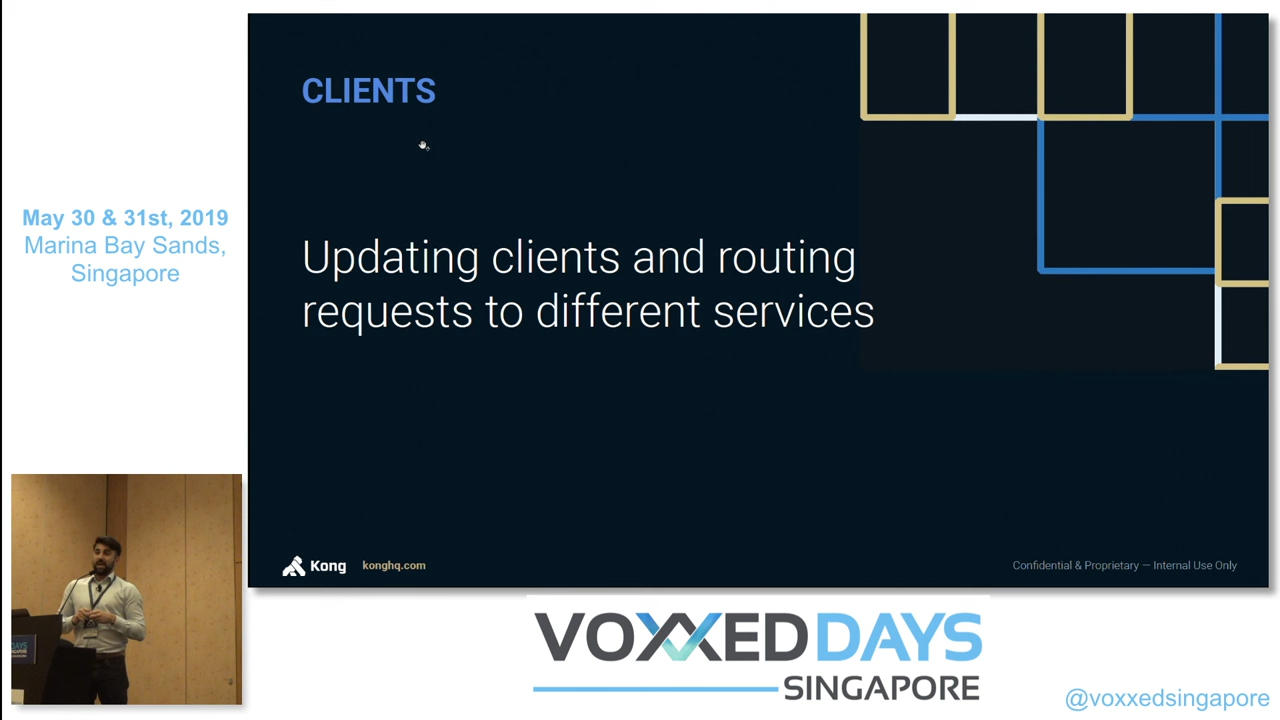 May 30 & 31st, 2019
Marina Bay Sands,
Singapore
CLIENTS
Updating clients and routing
requests to different services
Kong konghq.com
Confidential & Proprietary — Internal Use Only
DAYS
VOXXED DAYS
SINGAPORE
@voxxedsingapore